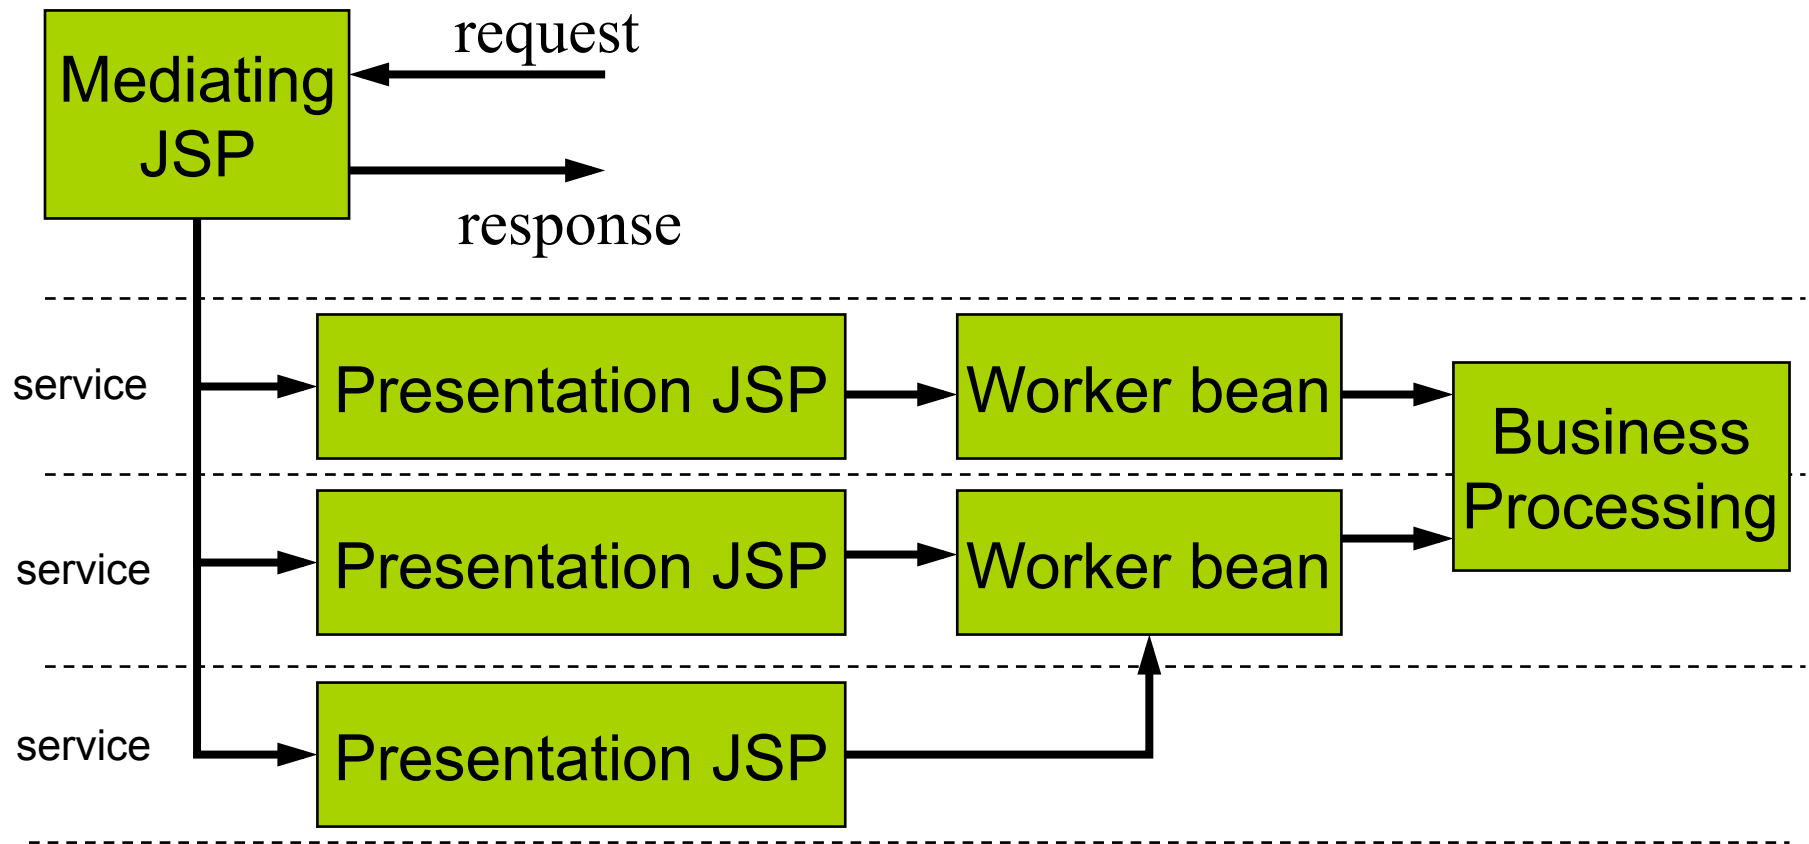 request
Mediating
JSP
response
service
Presentation JSP
Worker bean
Business
Processing
service
Presentation JSP
Worker bean
service
Presentation JSP